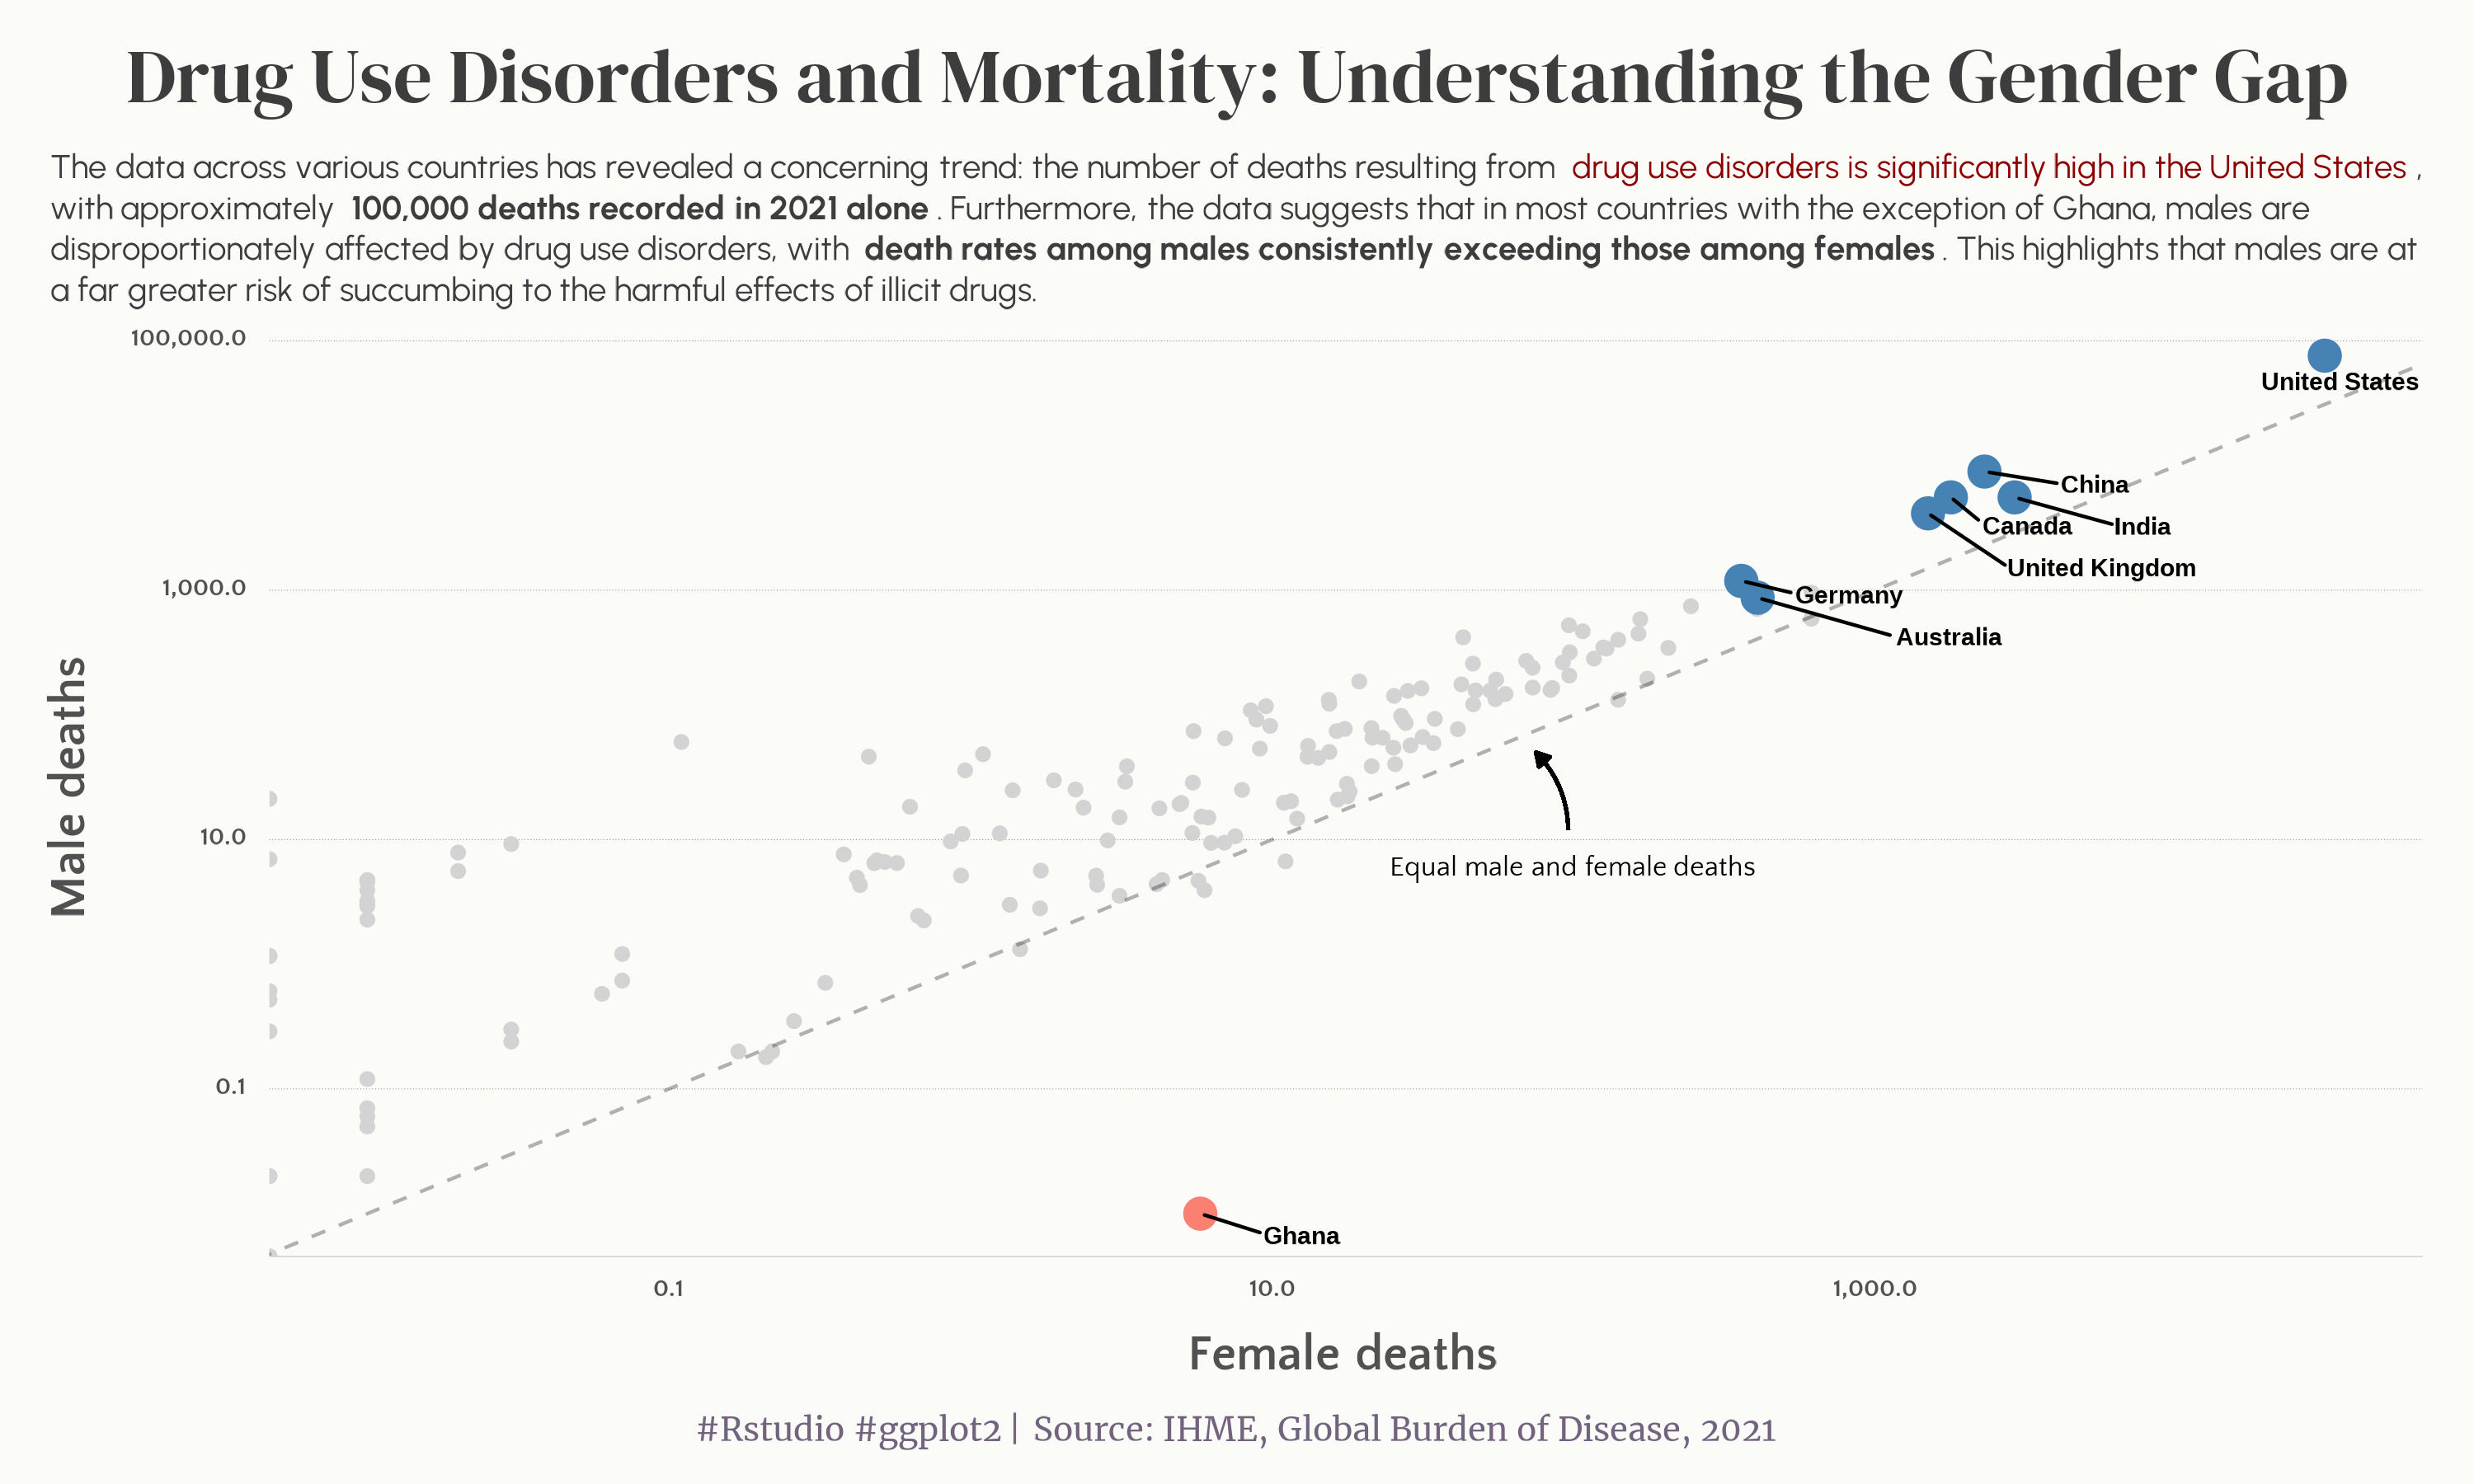 Drug Use Disorders and Mortality: Understanding the Gender Gap
The data across various countries has revealed a concerning trend: the number of deaths resulting from drug use disorders is significantly high in the United States ,
with approximately 100,000 deaths recorded in 2021 alone . Furthermore, the data suggests that in most countries with the exception of Ghana, males are
disproportionately affected by drug use disorders, with death rates among males consistently exceeding those among females . This highlights that males are at
a far greater risk of succumbing to the harmful effects of illicit drugs.
100,000.0
United States
China
Canada
India
United Kingdom
1,000.0
Germany
Australia
Male deaths
10.0
Equal male and female deaths
0.1
Ghana
0.1
10.0
1,000.0
Female deaths
#Rstudio #ggplot2 | Source: IHME, Global Burden of Disease, 2021